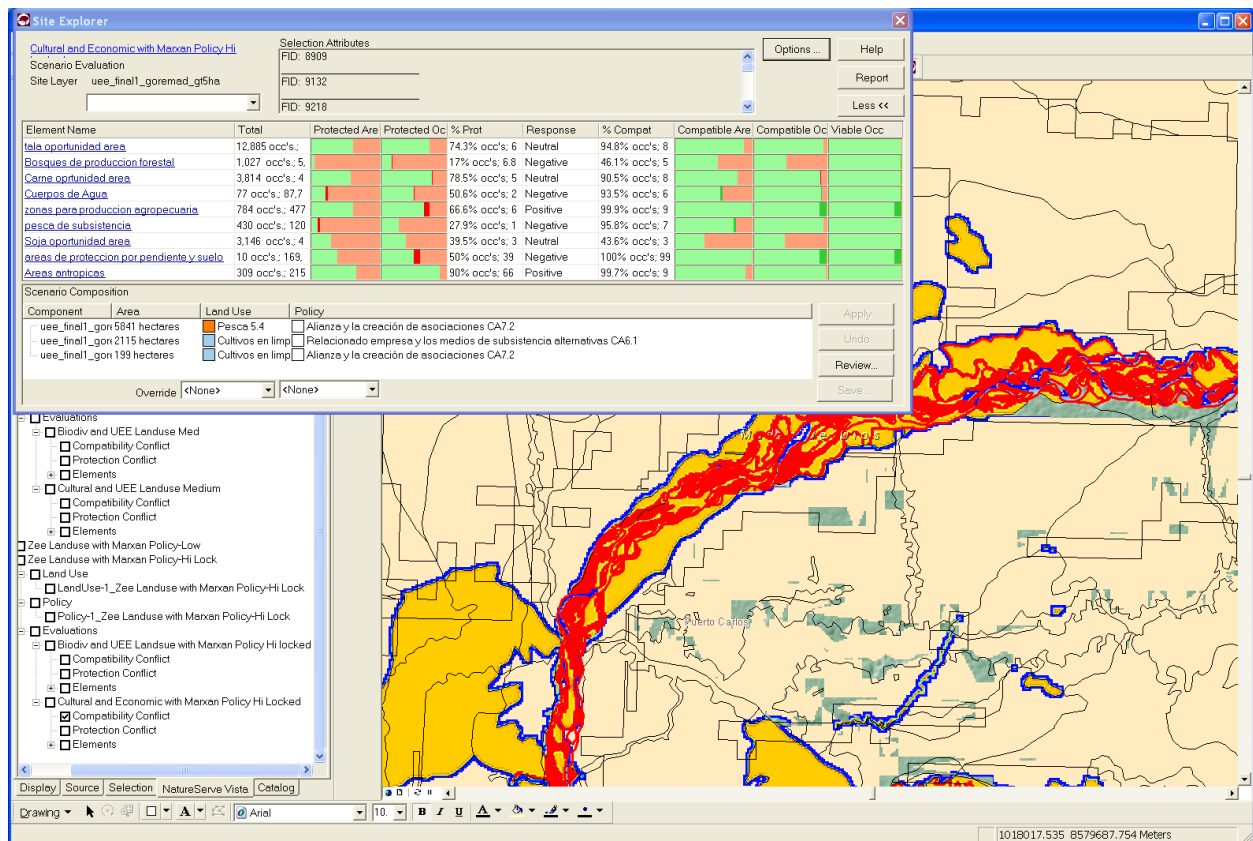 Site Explorer
Cultural and Economic with Marxan Policy Hi
Scenario Evaluation
Site Layer uee_final1_goremad_gt5ha
Selection Attributes
FID: 8909
FID: 9132
FID: 9218
Options ...
Help
Report
Less <<
Element Name Total Protected Are Protected Oc % Prot Response % Compat Compatible Are Compatible Oc Viable Occ
tala oportunidad area 12,885 occ's.; 74.3% occ's; 6 Neutral 94.8% occ's; 8
Bosques de produccion forestal 1,027 occ's.; 5, 17% occ's; 6.8 Negative 46.1% occ's; 5
Carne oprtunidad area 3,814 occ's.; 4 78.5% occ's; 5 Neutral 90.5% occ's; 8
Cuerpos de Agua 77 occ's.; 87,7 50.6% occ's; 2 Negative 93.5% occ's; 6
zonas para produccion agropecuaria 784 occ's.; 477 66.6% occ's; 6 Positive 99.9% occ's; 9
pesca de subsistencia 430 occ's.; 120 27.9% occ's; 1 Negative 95.8% occ's; 7
Soja oportunidad area 3,146 occ's.; 4 39.5% occ's; 3 Neutral 43.6% occ's; 3
areas de proteccion por pendiente y suelo 10 occ's.; 169, 50% occ's; 39 Negative 100% occ's; 99
Areas antropicas 309 occ's.; 215 90% occ's; 66 Positive 99.7% occ's; 9
Scenario Composition
Component Area Land Use Policy
uee_final1_gore 5841 hectares Pesca 5.4 Alianza y la creación de asociaciones CA7.2
uee_final1_gore 2115 hectares Cultivos en limp Relacionado empresa y los medios de subsistencia alternativas CA6.1
uee_final1_gore 199 hectares Cultivos en limp Alianza y la creación de asociaciones CA7.2
Apply
Undo
Review...
Save ...
Override <None> <None>
Evaluations
Biodiv and UEE Landuse Med
Compatibility Conflict
Protection Conflict
Elements
Cultural and UEE Landuse Medium
Compatibility Conflict
Protection Conflict
Elements
Zee Landuse with Marxan Policy-Low
Zee Landuse with Marxan Policy-Hi Lock
Land Use
LandUse-1_Zee Landuse with Marxan Policy-Hi Lock
Policy
Policy-1_Zee Landuse with Marxan Policy-Hi Lock
Evaluations
Biodiv and UEE Landsue with Marxan Policy Hi locked
Compatibility Conflict
Protection Conflict
Elements
Cultural and Economic with Marxan Policy Hi Locked
Compatibility Conflict
Protection Conflict
Elements
Puerto Carlos
Display Source Selection NatureServe Vista Catalog
Drawing Arial 10. B I U A
1018017.535 8579687.754 Meters